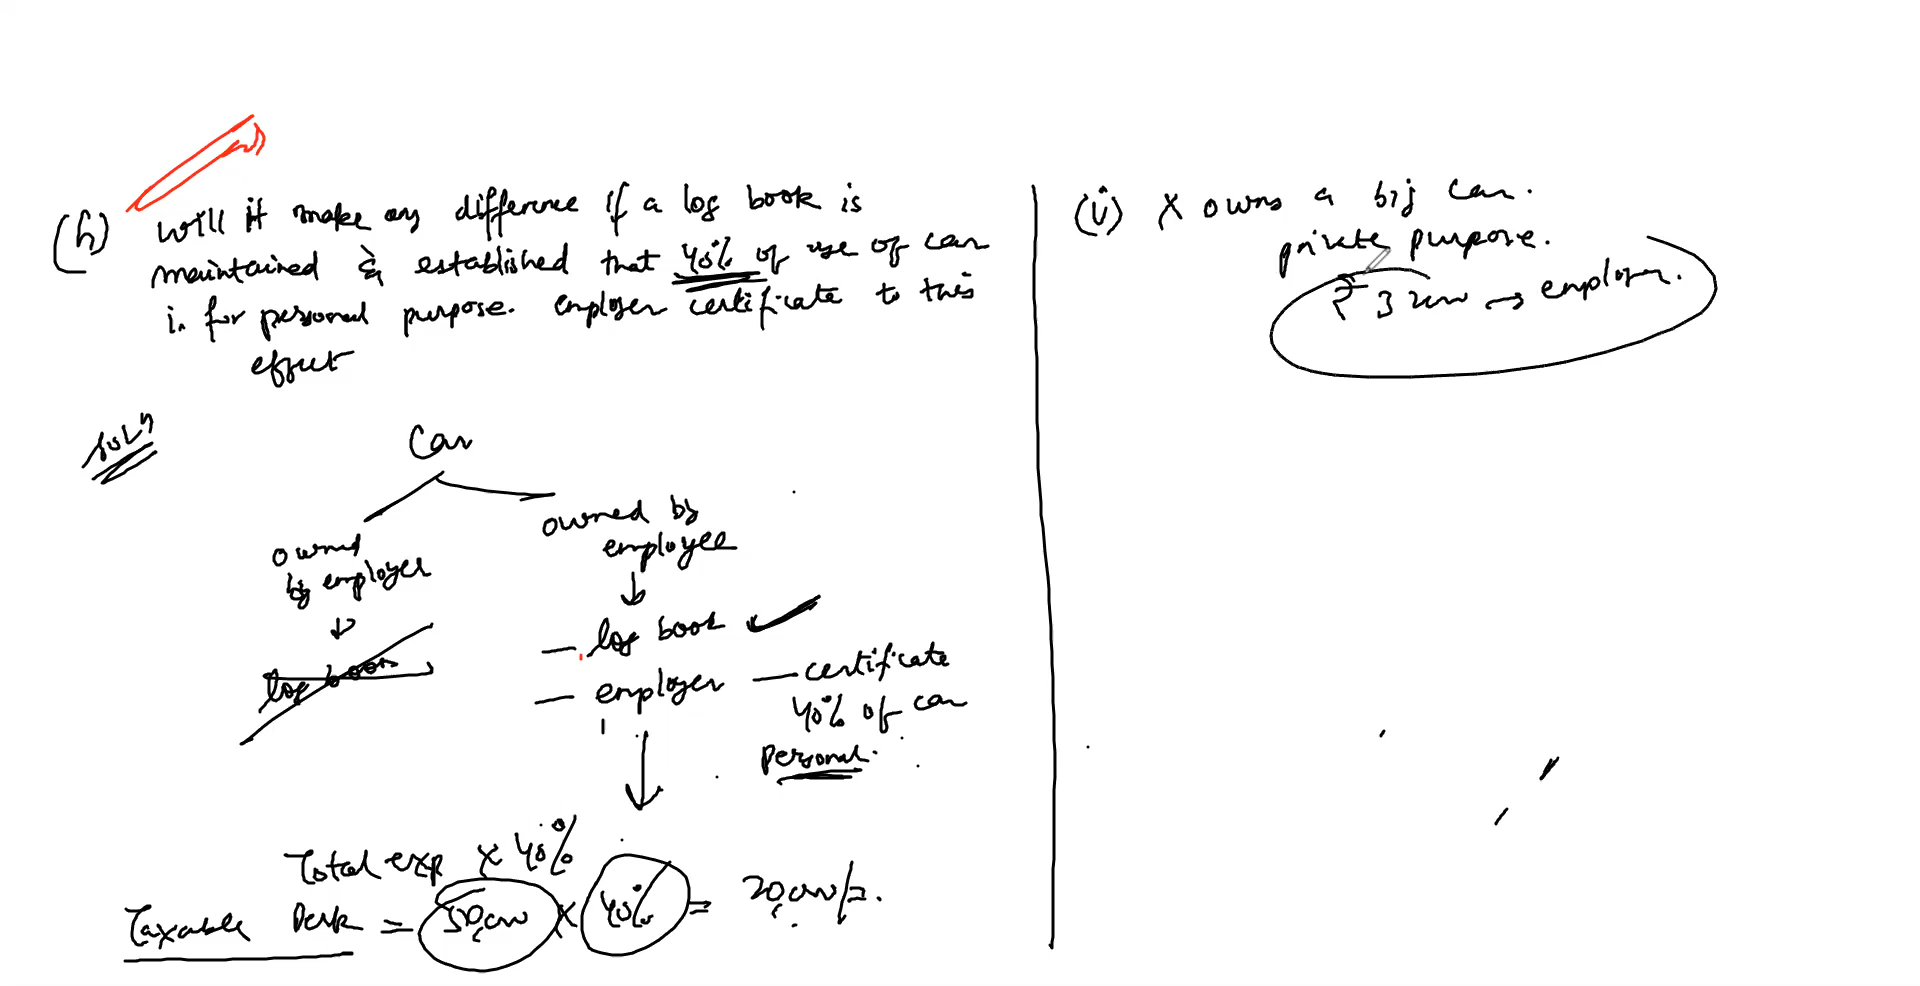 (h) Will it make any difference if a log book is
maintained & established that 40% of use of car
is for personal purpose. employer certificate to this
effect
Soln
Car
owned
by employer
log book
owned by
employee
— log book ✓
— employer — certificate
40% of car
personal.
Total exp x 40%
Taxable Perk = 50,000 x 40% = 20,000/=.
X owns a big car.
private purpose.
₹ 3 → employer.